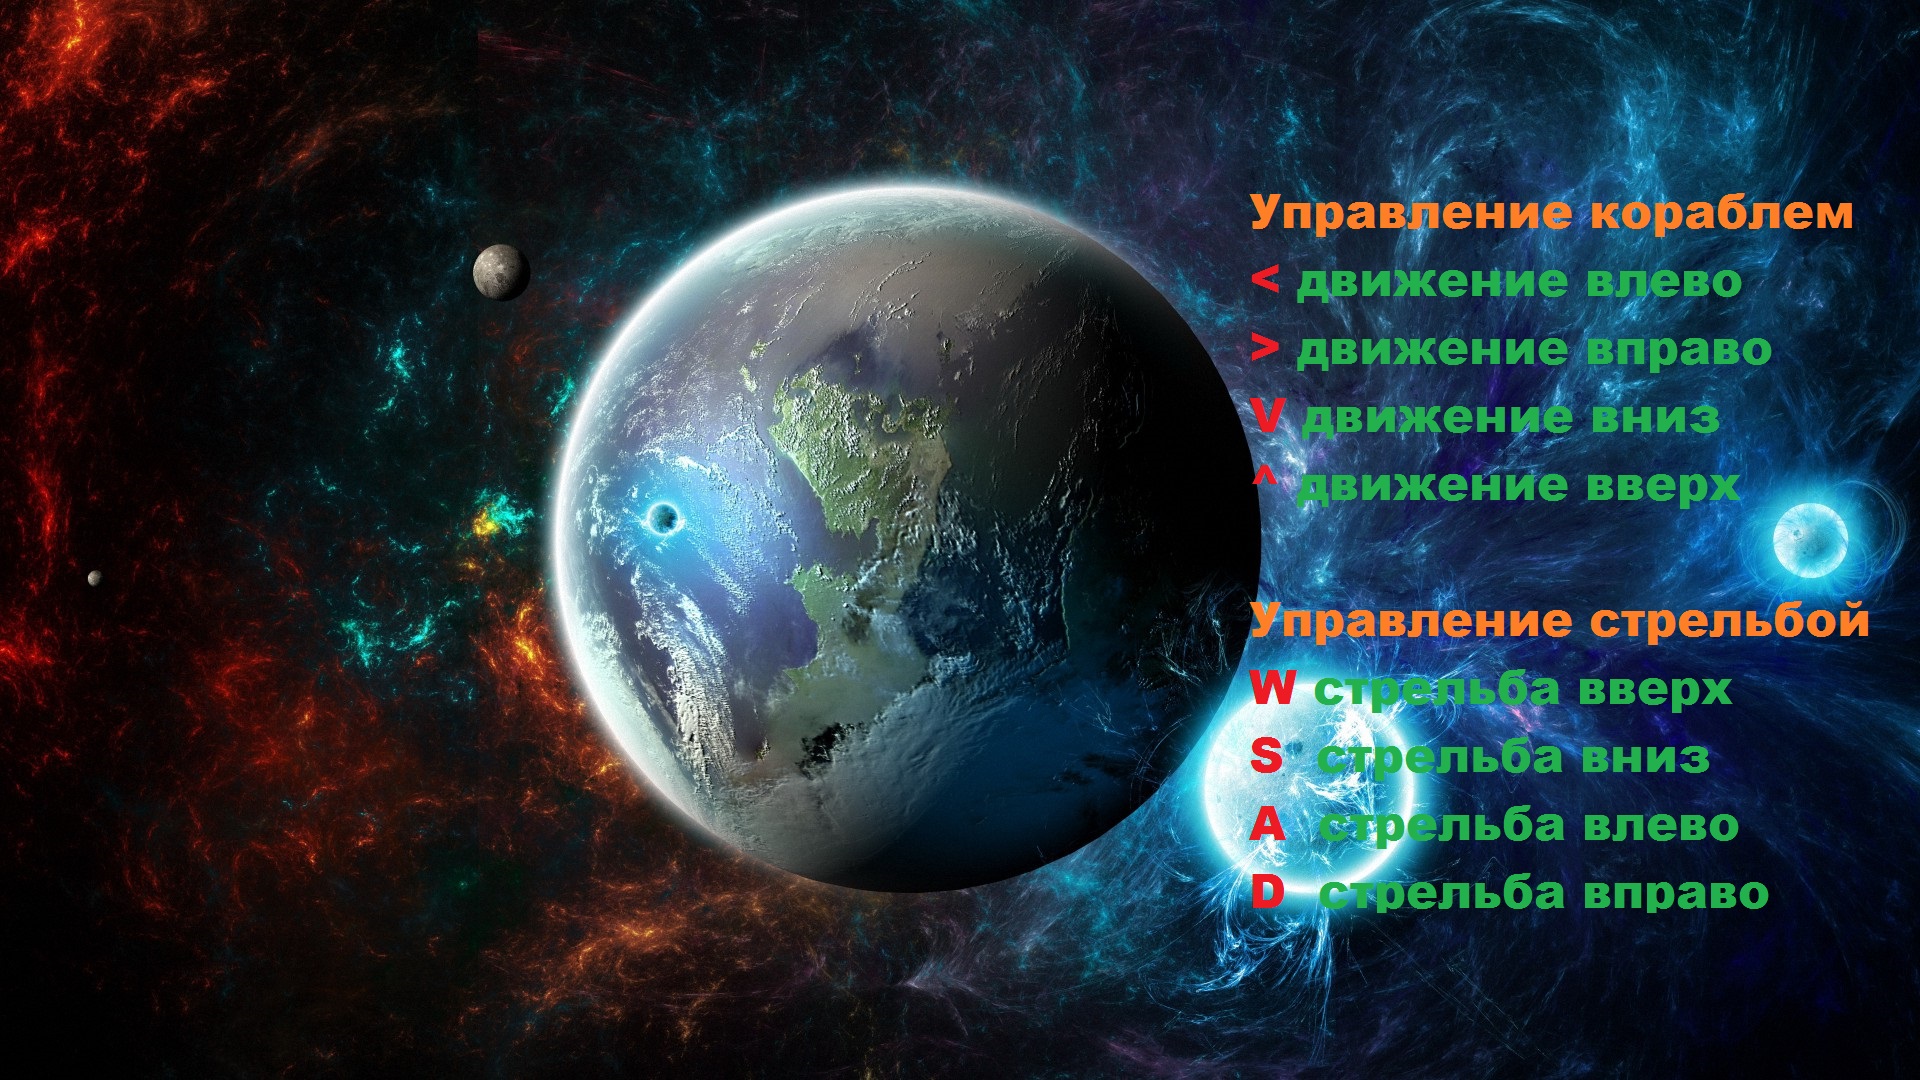 Управление кораблем
< движение влево
> движение вправо
V движение вниз
^ движение вверх
Управление стрельбой
W стрельба вверх
S стрельба вниз
A стрельба влево
D стрельба вправо